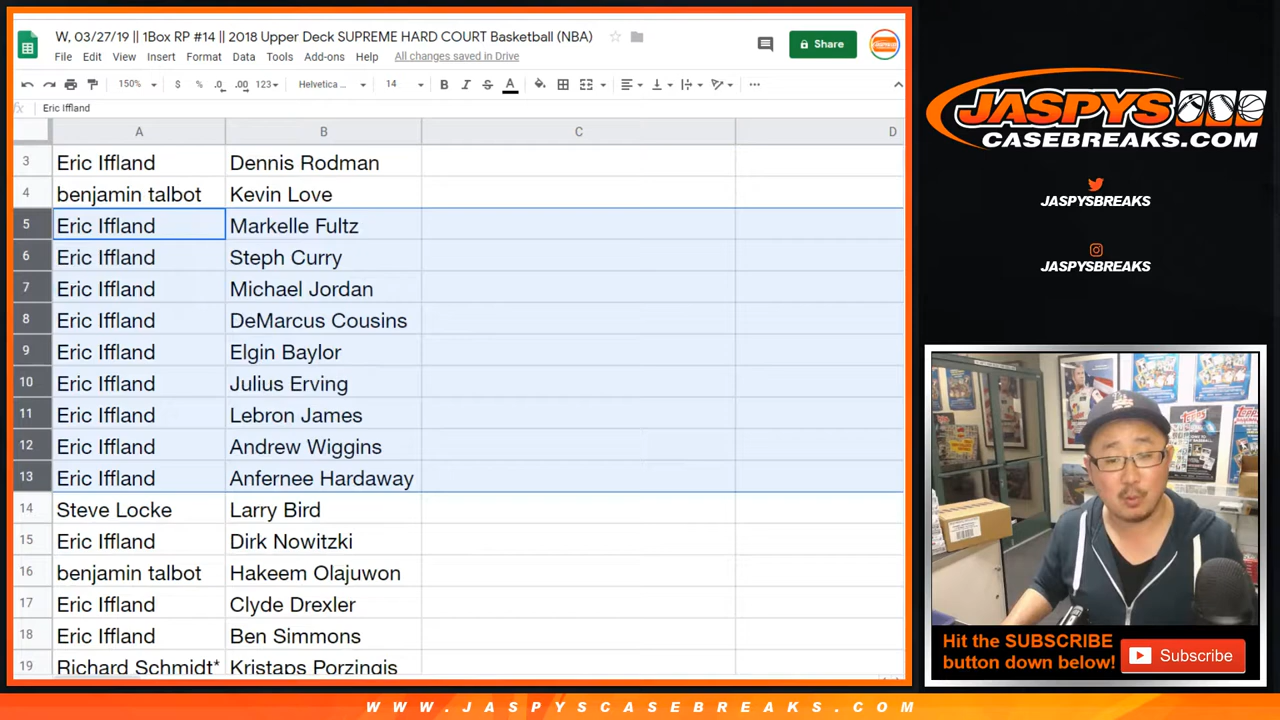 W, 03/27/19 || 1Box RP #14 || 2018 Upper Deck SUPREME HARD COURT Basketball (NBA)
File Edit View Insert Format Data Tools Add-ons Help All changes saved in Drive
Share
150% $ % .0 .00 123 Helvetica... 14 B I S A
fx Eric Iffland
A B C D
3 Eric Iffland Dennis Rodman
4 benjamin talbot Kevin Love
5 Eric Iffland Markelle Fultz
6 Eric Iffland Steph Curry
7 Eric Iffland Michael Jordan
8 Eric Iffland DeMarcus Cousins
9 Eric Iffland Elgin Baylor
10 Eric Iffland Julius Erving
11 Eric Iffland Lebron James
12 Eric Iffland Andrew Wiggins
13 Eric Iffland Anfernee Hardaway
14 Steve Locke Larry Bird
15 Eric Iffland Dirk Nowitzki
16 benjamin talbot Hakeem Olajuwon
17 Eric Iffland Clyde Drexler
18 Eric Iffland Ben Simmons
19 Richard Schmidt* Kristaps Porzingis
JASPYS
CASEBREAKS.COM
JASPYSBREAKS
JASPYSBREAKS
Topps
Hit the SUBSCRIBE
button down below!
Subscribe
WWW.JASPYSCASEBREAKS.COM